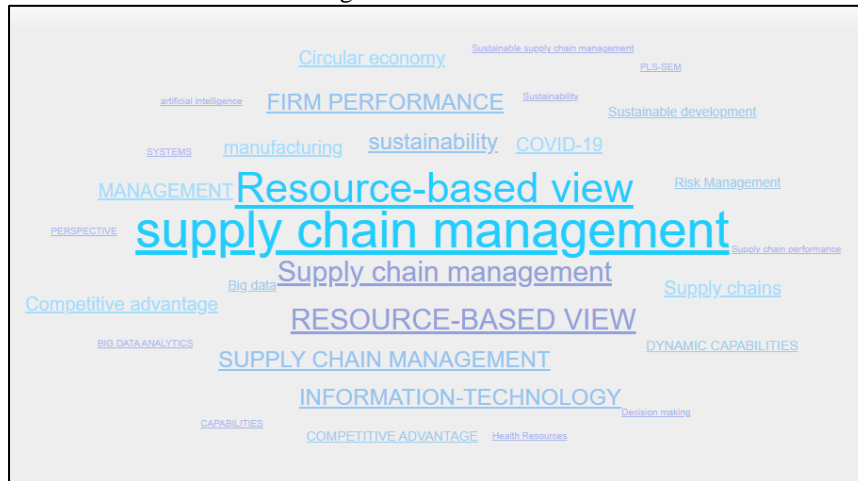 Sustainable supply chain management
Circular economy
PLS-SEM
artificial intelligence
FIRM PERFORMANCE
Sustainability
Sustainable development
SYSTEMS
manufacturing
sustainability
COVID-19
MANAGEMENT
Resource-based view
Risk Management
PERSPECTIVE
supply chain management
Supply chain performance
Big data
Supply chain management
Supply chains
Competitive advantage
RESOURCE-BASED VIEW
BIG DATA ANALYTICS
DYNAMIC CAPABILITIES
SUPPLY CHAIN MANAGEMENT
INFORMATION-TECHNOLOGY
Decision making
CAPABILITIES
COMPETITIVE ADVANTAGE
Health Resources